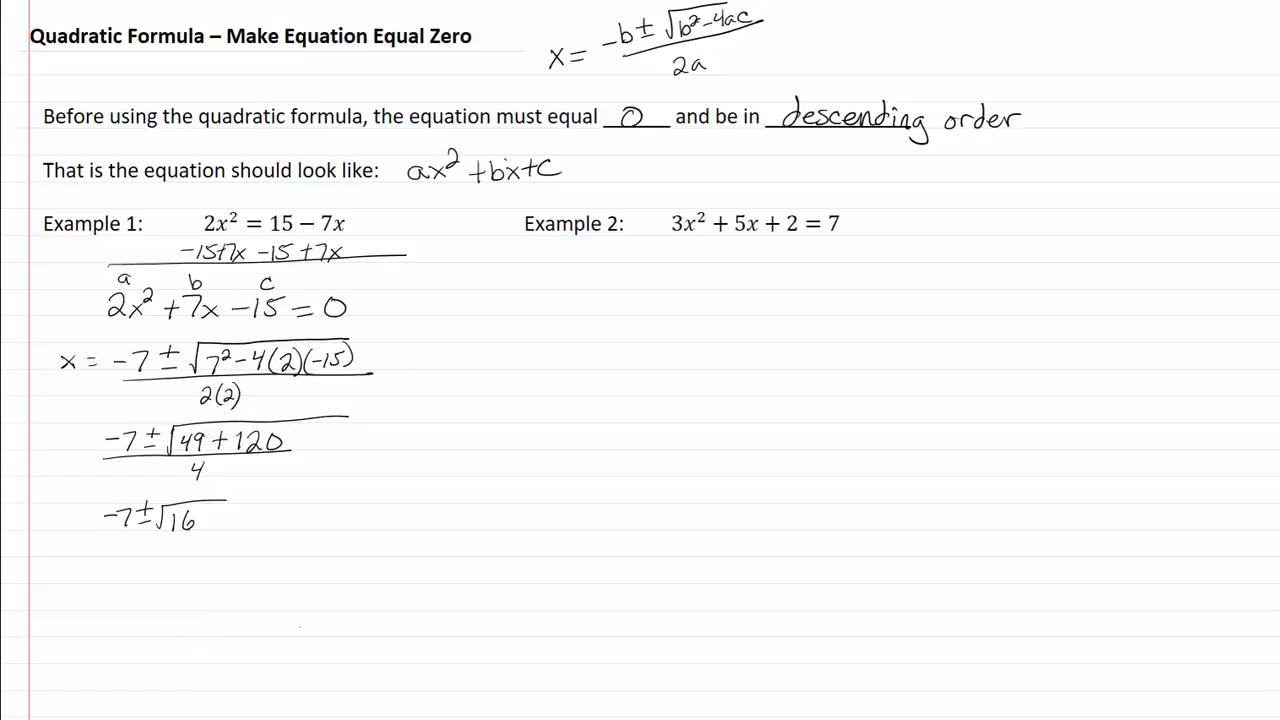 Quadratic Formula – Make Equation Equal Zero
x = (-b ± √(b² - 4ac)) / 2a
Before using the quadratic formula, the equation must equal 0 and be in descending order
That is the equation should look like: ax² + bx + c
Example 1: 2x² = 15 − 7x
Example 2: 3x² + 5x + 2 = 7
-15+7x -15 +7x
a b c
2x² + 7x - 15 = 0
x = (-7 ± √(7² - 4(2)(-15))) / 2(2)
(-7 ± √(49 + 120)) / 4
-7 ± √16